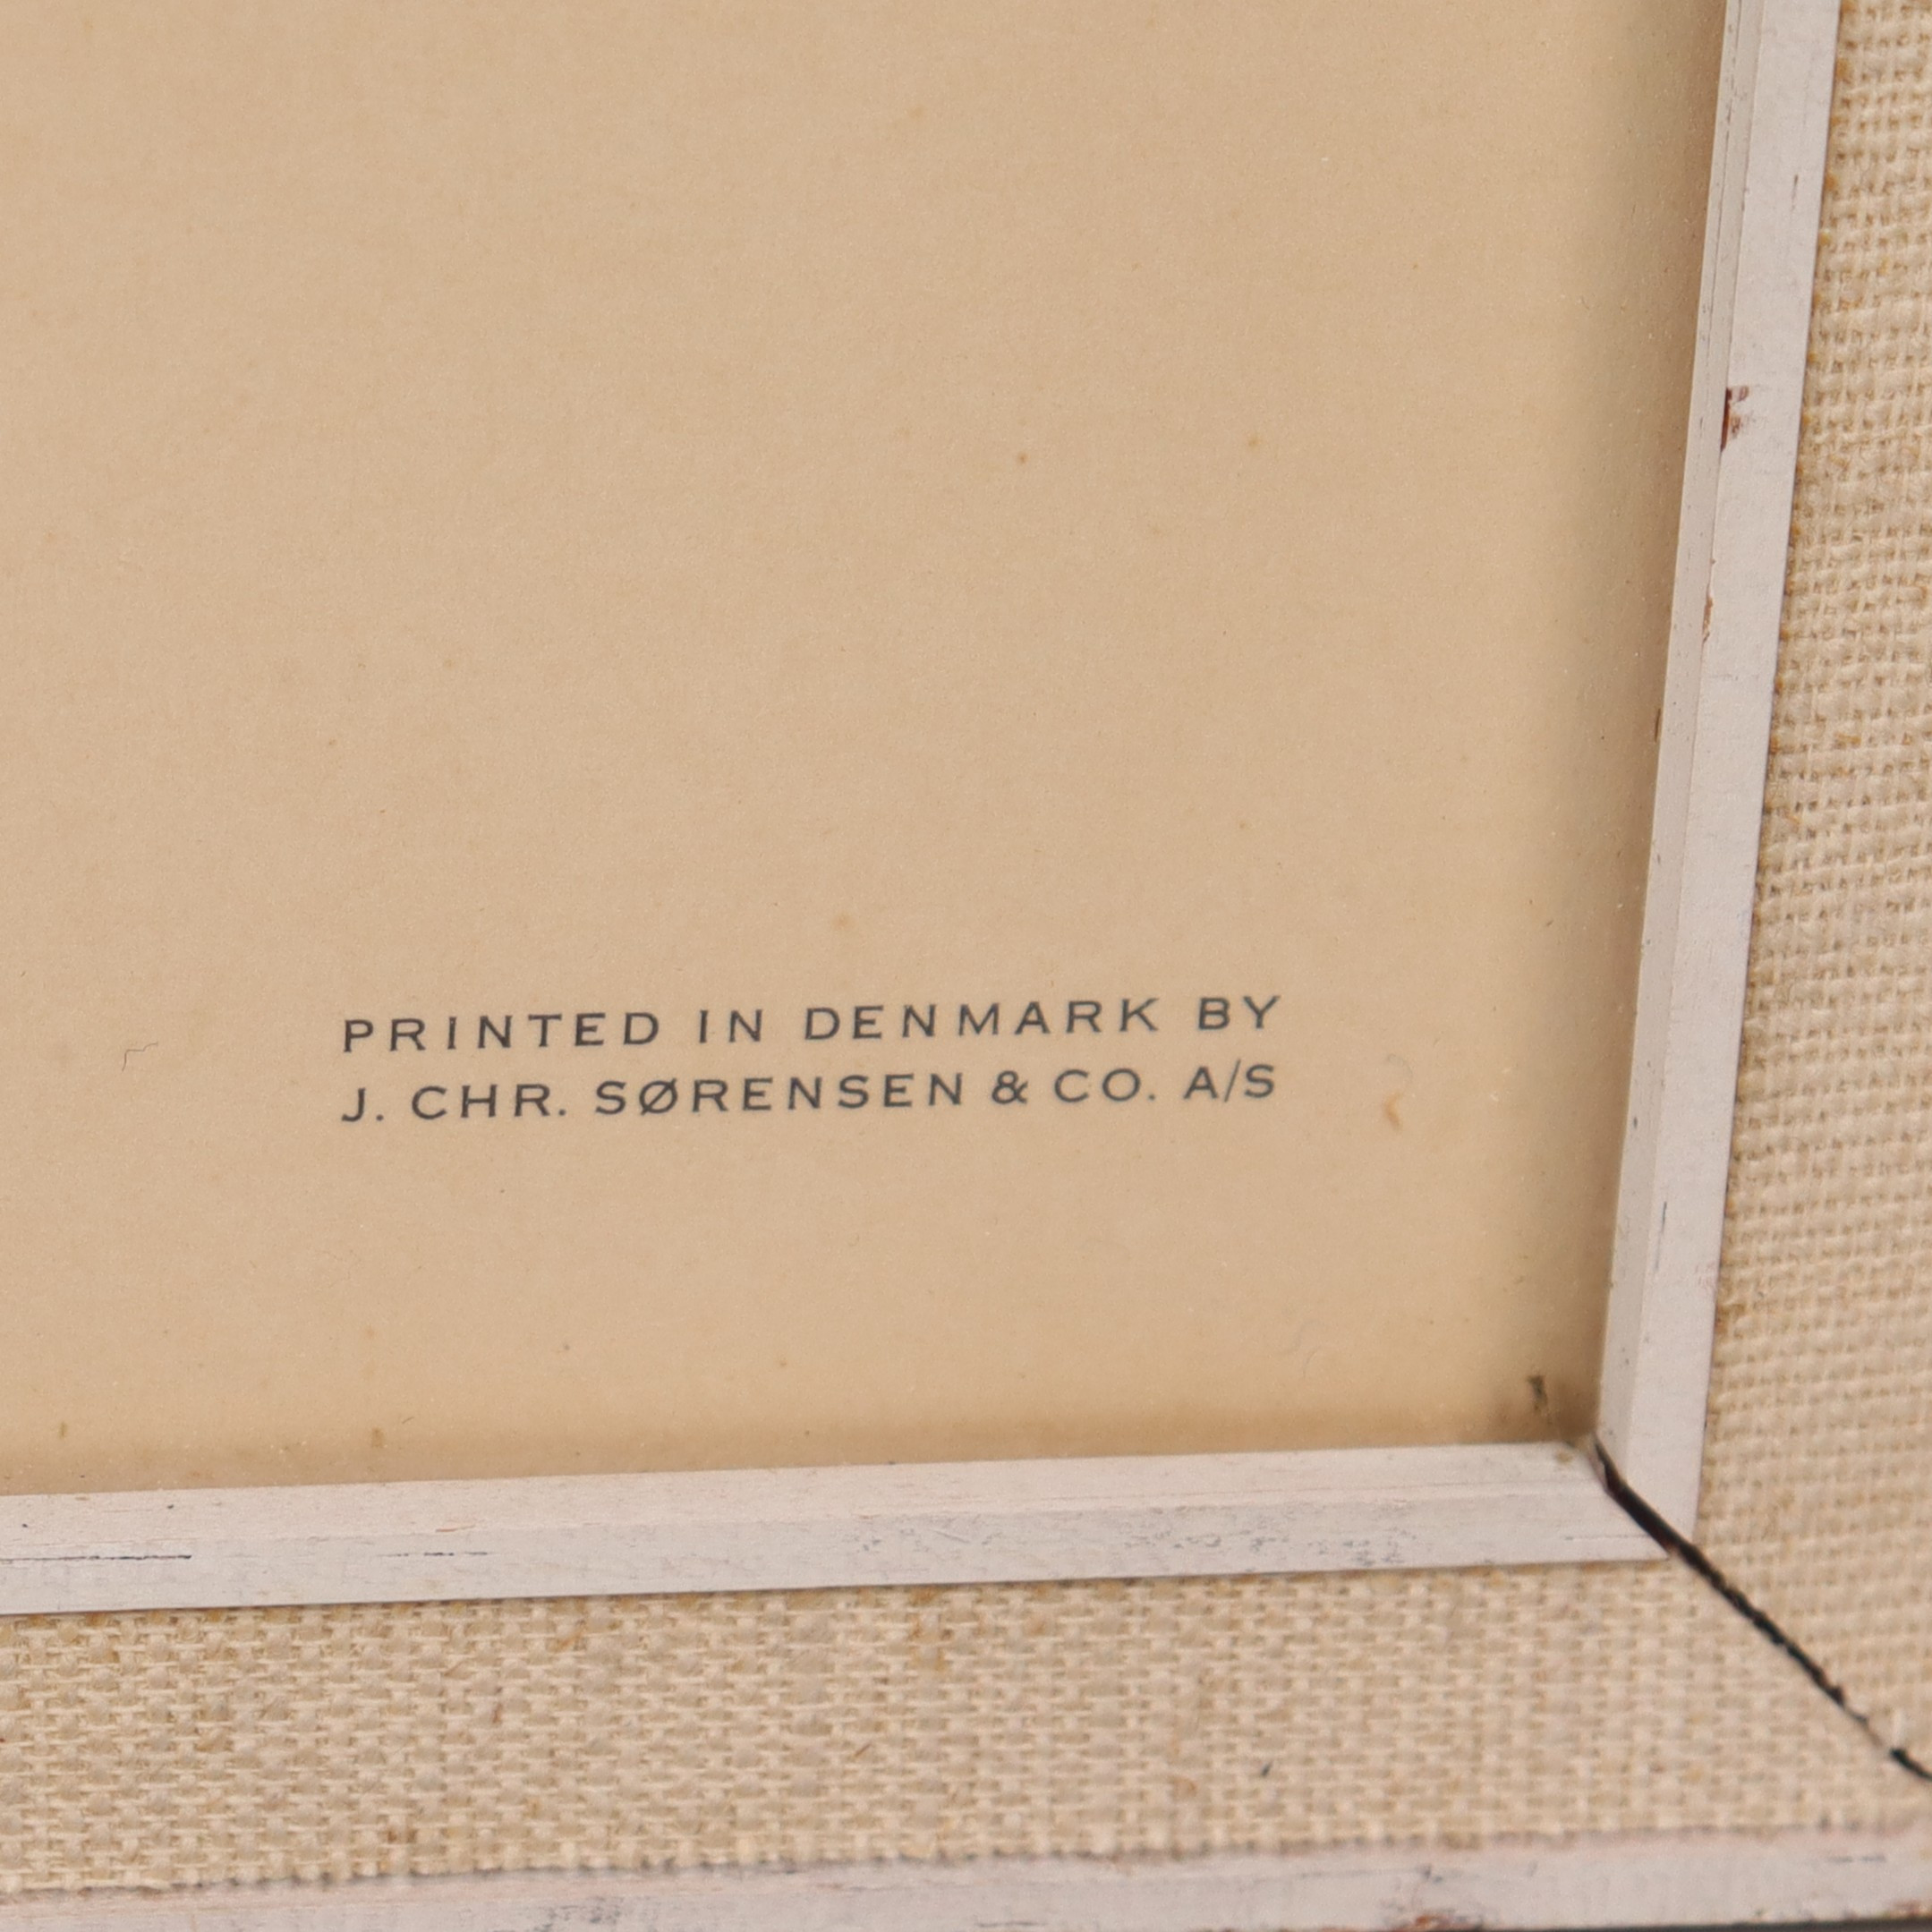 PRINTED IN DENMARK BY
J. CHR. SØRENSEN & CO. A/S